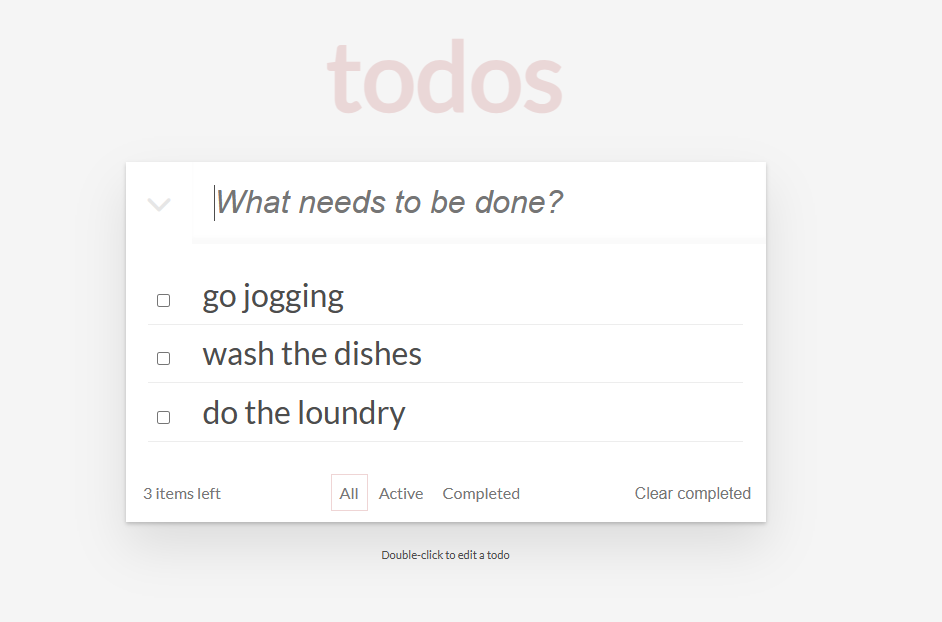 todos
What needs to be done?
go jogging
wash the dishes
do the loundry
3 items left All Active Completed Clear completed
Double-click to edit a todo